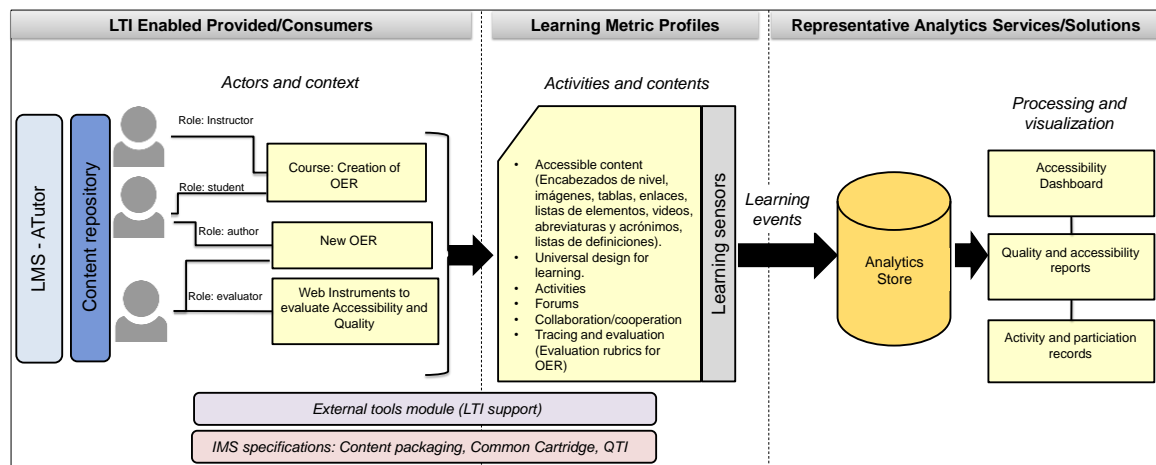 LTI Enabled Provided/Consumers
Learning Metric Profiles
Representative Analytics Services/Solutions
LMS - ATutor
Content repository
Actors and context
Role: Instructor
Course: Creation of
OER
Role: student
Role: author
New OER
Role: evaluator
Web Instruments to
evaluate Accessibility and
Quality
Activities and contents
• Accessible content
(Encabezados de nivel,
imágenes, tablas, enlaces,
listas de elementos, videos,
abreviaturas y acrónimos,
listas de definiciones).
• Universal design for
learning.
• Activities
• Forums
• Collaboration/cooperation
• Tracing and evaluation
(Evaluation rubrics for
OER)
Learning sensors
Learning
events
Analytics
Store
Processing and
visualization
Accessibility
Dashboard
Quality and accessibility
reports
Activity and particiation
records
External tools module (LTI support)
IMS specifications: Content packaging, Common Cartridge, QTI